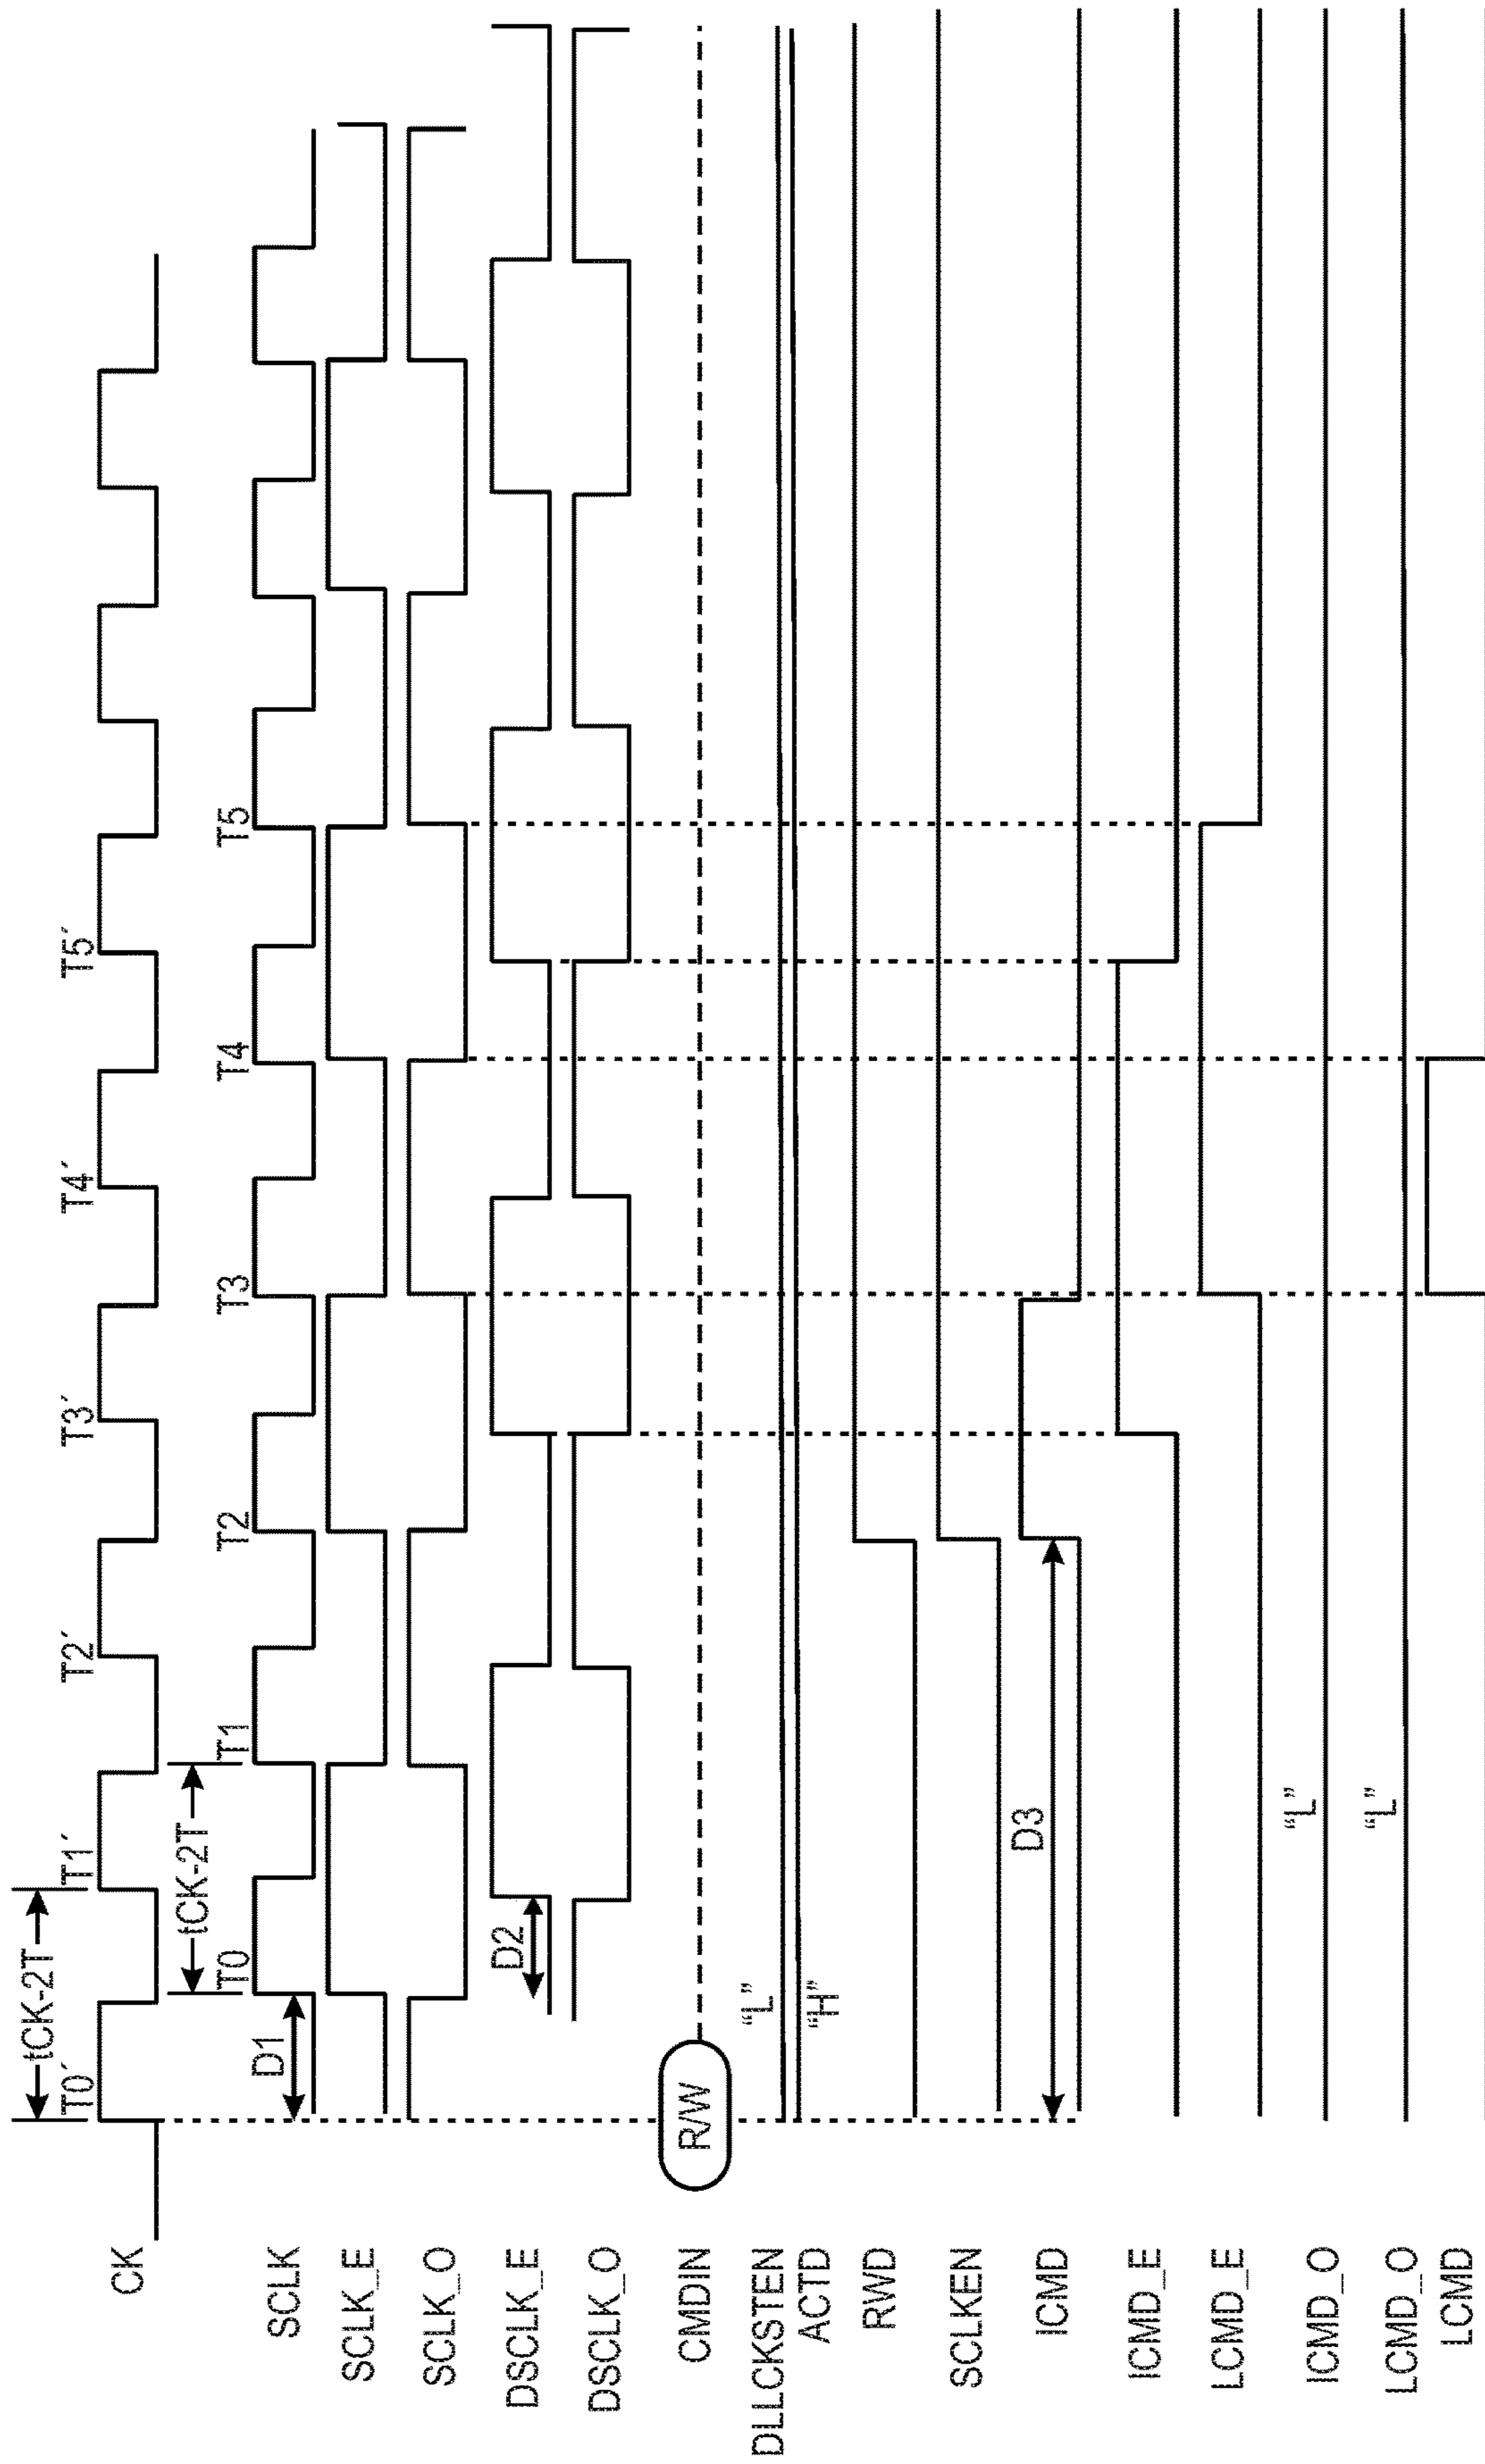 tCK-2T
T0´ T1´ T2´ T3´ T4´ T5´
CK
tCK-2T
D1 T0 T1 T2 T3 T4 T5
SCLK
SCLK_E
SCLK_O
D2
DSCLK_E
DSCLK_O
CMDIN R/W
"L"
DLLCKSTEN
ACTD
"H"
RWD
SCLKEN
D3
ICMD
ICMD_E
LCMD_E
"L"
ICMD_O
"L"
LCMD_O
LCMD